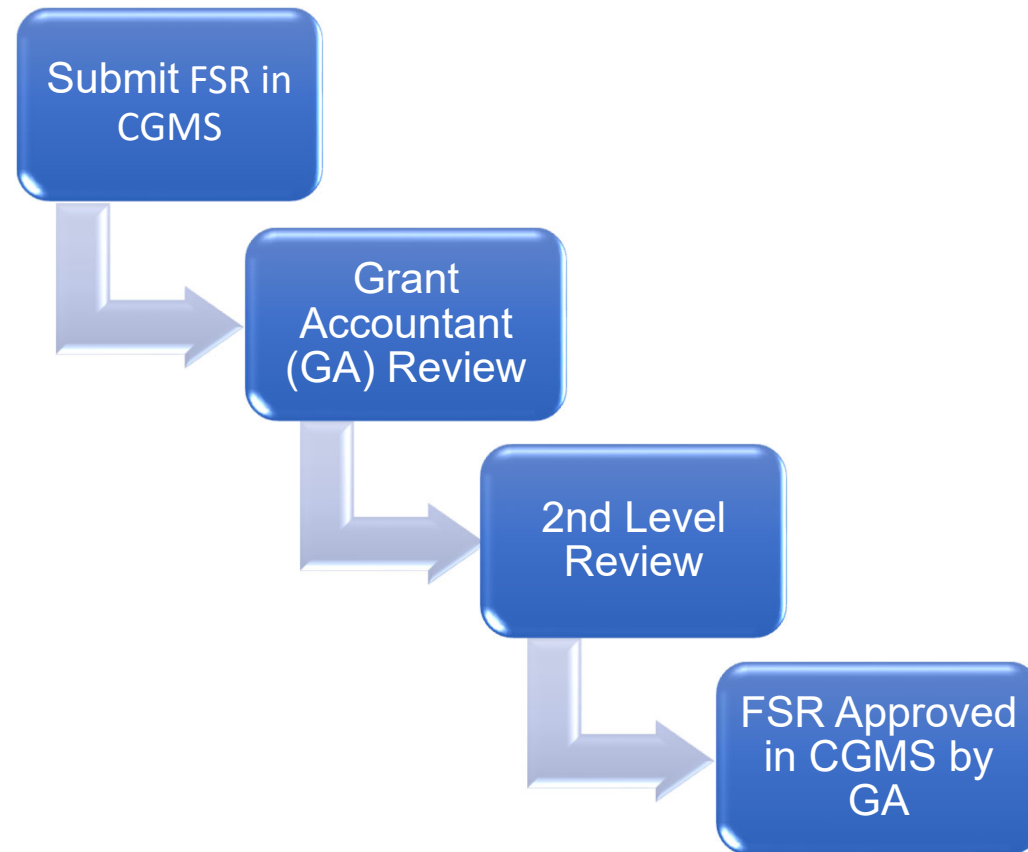 Submit FSR in
CGMS
Grant
Accountant
(GA) Review
2nd Level
Review
FSR Approved
in CGMS by
GA